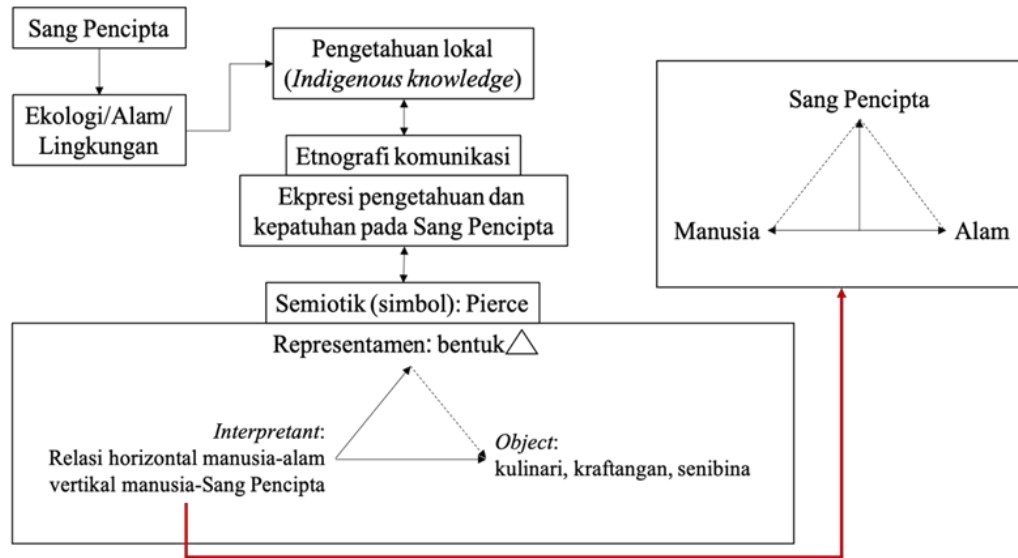 Sang Pencipta
Ekologi/Alam/
Lingkungan
Pengetahuan lokal
(Indigenous knowledge)
Etnografi komunikasi
Ekpresi pengetahuan dan
kepatuhan pada Sang Pencipta
Semiotik (simbol): Pierce
Representamen: bentuk
Interpretant:
Relasi horizontal manusia-alam
vertikal manusia-Sang Pencipta
Object:
kulinari, kraftangan, senibina
Sang Pencipta
Manusia
Alam